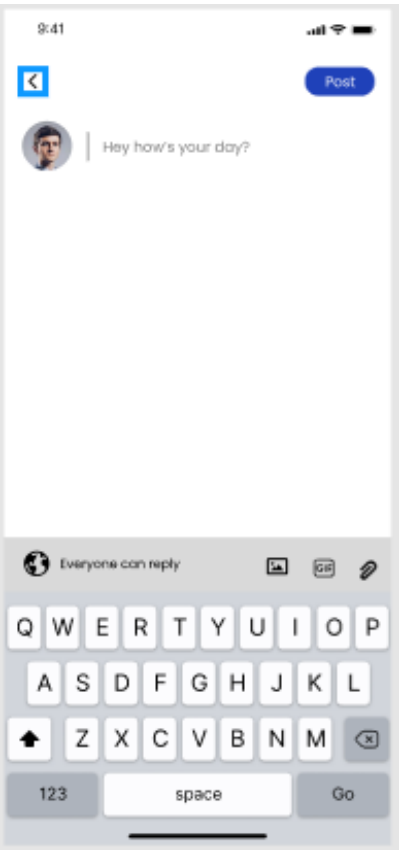 9:41
Post
Hey how's your day?
Everyone can reply
GIF
Q W E R T Y U I O P
A S D F G H J K L
Z X C V B N M
123 space Go